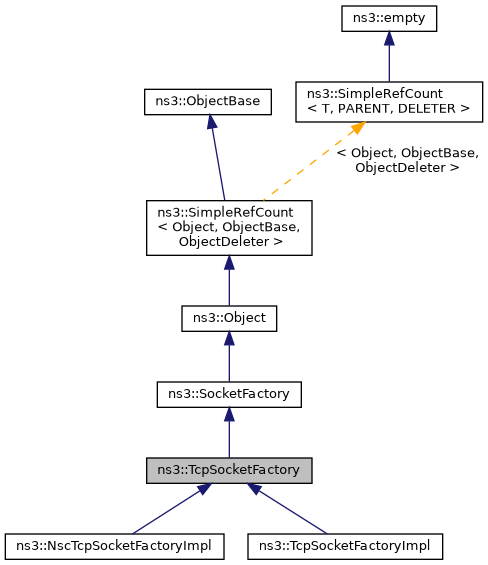 ns3::empty
ns3::SimpleRefCount
< T, PARENT, DELETER >
ns3::ObjectBase
< Object, ObjectBase,
ObjectDeleter >
ns3::SimpleRefCount
< Object, ObjectBase,
ObjectDeleter >
ns3::Object
ns3::SocketFactory
ns3::TcpSocketFactory
ns3::NscTcpSocketFactoryImpl
ns3::TcpSocketFactoryImpl